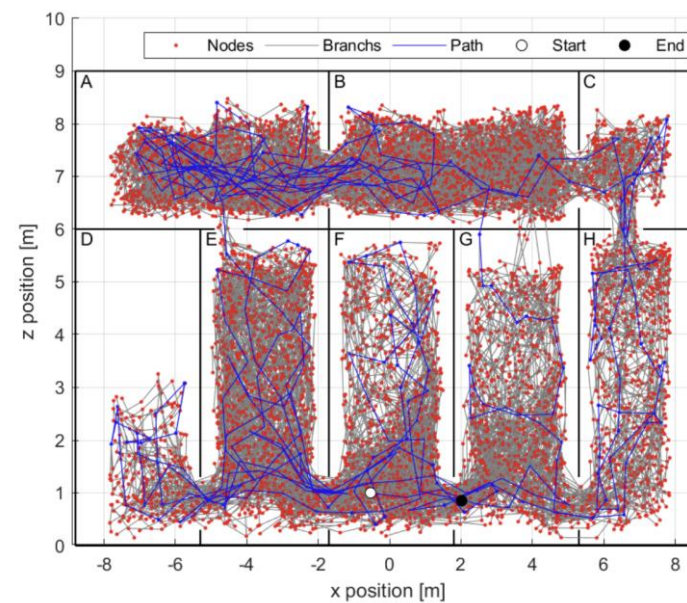 10
Nodes Branchs Path Start End
9
A B C
8
7
6
D E F G H
5
4
3
2
1
0
-8 -6 -4 -2 0 2 4 6 8
x position [m]
z position [m]